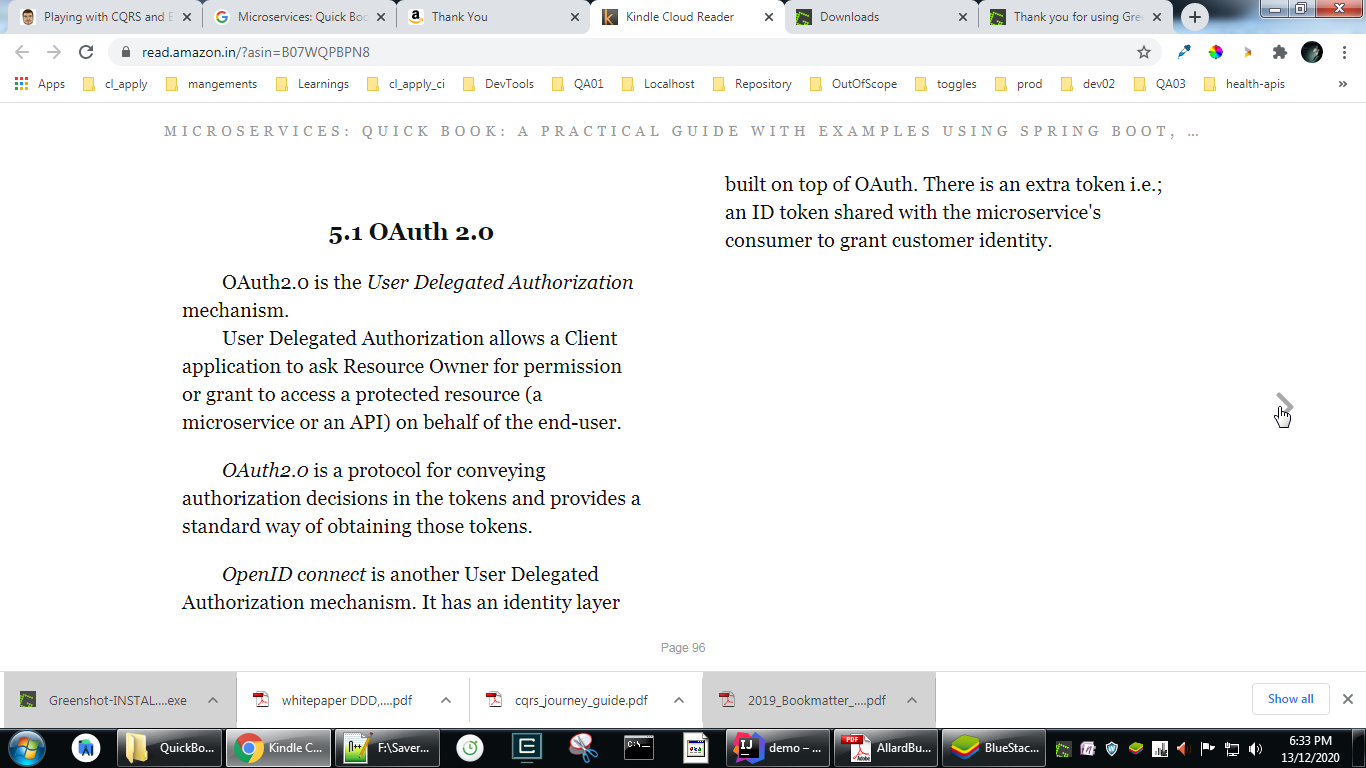 Playing with CQRS and E
Microservices: Quick Boo
Thank You
Kindle Cloud Reader
Downloads
Thank you for using Gre
read.amazon.in/?asin=B07WQPBPN8
Apps
cl_apply
mangements
Learnings
cl_apply_ci
DevTools
QA01
Localhost
Repository
OutOfScope
toggles
prod
dev02
QA03
health-apis
»
MICROSERVICES: QUICK BOOK: A PRACTICAL GUIDE WITH EXAMPLES USING SPRING BOOT, …
5.1 OAuth 2.0
OAuth2.0 is the User Delegated Authorization
mechanism.
User Delegated Authorization allows a Client
application to ask Resource Owner for permission
or grant to access a protected resource (a
microservice or an API) on behalf of the end-user.
OAuth2.0 is a protocol for conveying
authorization decisions in the tokens and provides a
standard way of obtaining those tokens.
OpenID connect is another User Delegated
Authorization mechanism. It has an identity layer
built on top of OAuth. There is an extra token i.e.;
an ID token shared with the microservice's
consumer to grant customer identity.
Page 96
Greenshot-INSTAL....exe
whitepaper DDD,....pdf
cqrs_journey_guide.pdf
2019_Bookmatter_....pdf
Show all
QuickBo...
Kindle C...
F:\Saver...
demo – ...
AllardBu...
BlueStac...
6:33 PM
13/12/2020